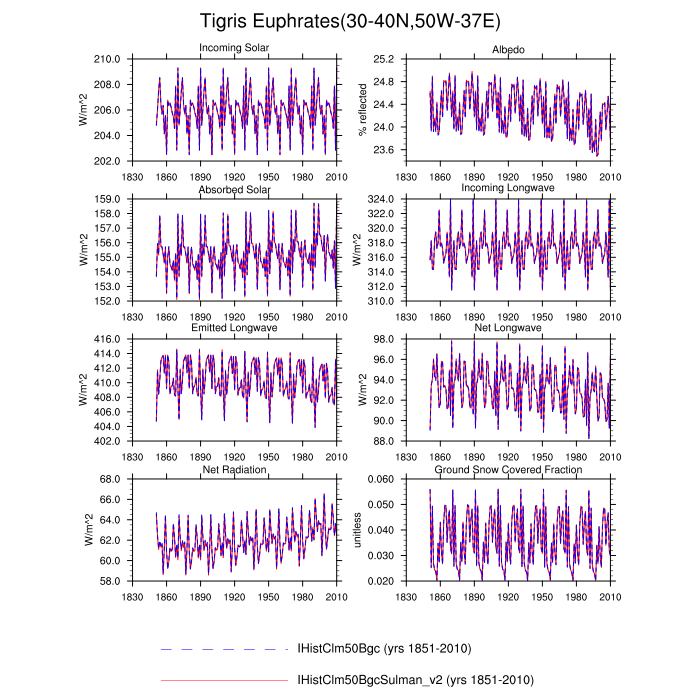 Tigris Euphrates(30-40N,50W-37E)
Incoming Solar
Albedo
W/m^2
210.0
208.0
206.0
204.0
202.0
1830 1860 1890 1920 1950 1980 2010
% reflected
25.2
24.8
24.4
24.0
23.6
1830 1860 1890 1920 1950 1980 2010
Absorbed Solar
Incoming Longwave
W/m^2
159.0
158.0
157.0
156.0
155.0
154.0
153.0
152.0
1830 1860 1890 1920 1950 1980 2010
W/m^2
324.0
322.0
320.0
318.0
316.0
314.0
312.0
310.0
1830 1860 1890 1920 1950 1980 2010
Emitted Longwave
Net Longwave
W/m^2
416.0
414.0
412.0
410.0
408.0
406.0
404.0
402.0
1830 1860 1890 1920 1950 1980 2010
W/m^2
98.0
96.0
94.0
92.0
90.0
88.0
1830 1860 1890 1920 1950 1980 2010
Net Radiation
Ground Snow Covered Fraction
W/m^2
68.0
66.0
64.0
62.0
60.0
58.0
1830 1860 1890 1920 1950 1980 2010
unitless
0.060
0.050
0.040
0.030
0.020
1830 1860 1890 1920 1950 1980 2010
IHistClm50Bgc (yrs 1851-2010)
IHistClm50BgcSulman_v2 (yrs 1851-2010)